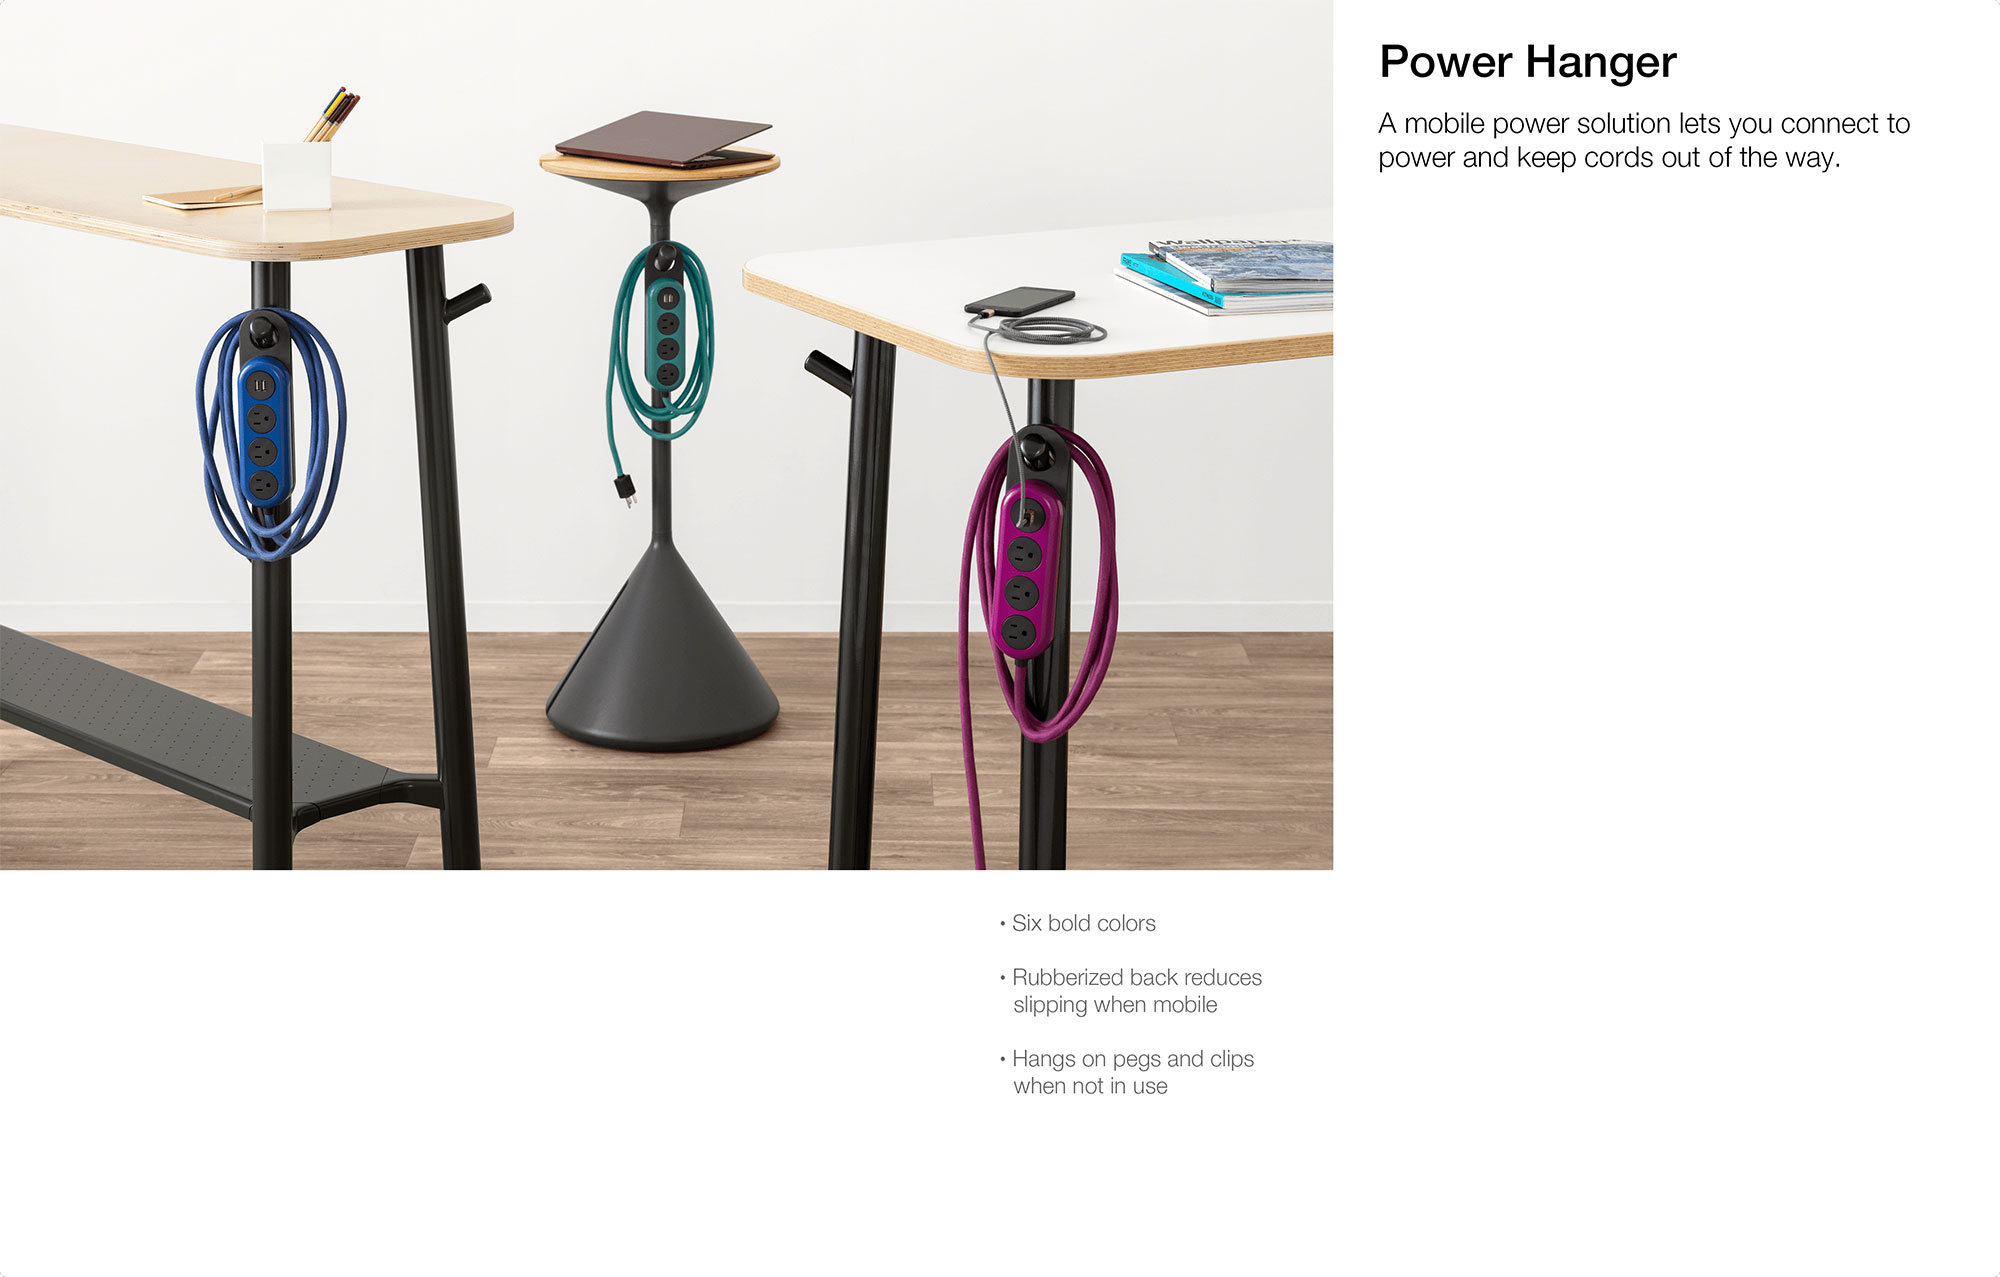 Power Hanger
A mobile power solution lets you connect to
power and keep cords out of the way.
Wallpaper*
• Six bold colors
• Rubberized back reduces
slipping when mobile
• Hangs on pegs and clips
when not in use